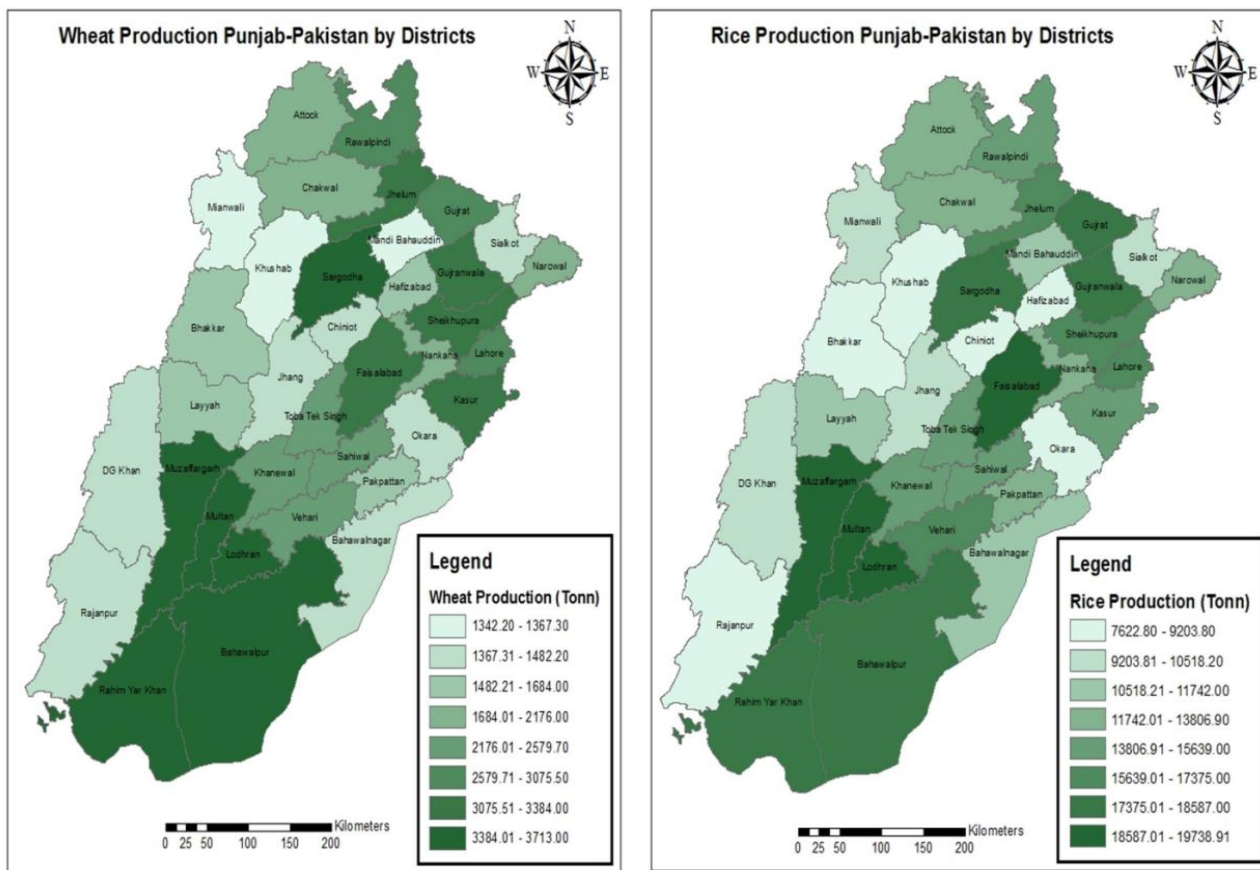 Wheat Production Punjab-Pakistan by Districts
N
W
E
S
Attock
Rawalpindi
Chakwal
Jhelum
Mianwali
Gujrat
Mandi Bahauddin
Sialkot
Khushab
Narowal
Sargodha
Gujranwala
Hafizabad
Bhakkar
Chiniot
Sheikhupura
Nankana
Lahore
Faisalabad
Jhang
Kasur
Layyah
Toba Tek Singh
Okara
DG Khan
Muzaffargarh
Sahiwal
Khanewal
Pakpattan
Multan
Vehari
Bahawalnagar
Lodhran
Rajanpur
Bahawalpur
Rahim Yar Khan
Legend
Wheat Production (Tonn)
1342.20 - 1367.30
1367.31 - 1482.20
1482.21 - 1684.00
1684.01 - 2176.00
2176.01 - 2579.70
2579.71 - 3075.50
3075.51 - 3384.00
3384.01 - 3713.00
Kilometers
0 25 50 100 150 200
Rice Production Punjab-Pakistan by Districts
N
W
E
S
Attock
Rawalpindi
Chakwal
Jhelum
Mianwali
Gujrat
Mandi Bahauddin
Sialkot
Khushab
Narowal
Sargodha
Gujranwala
Hafizabad
Bhakkar
Chiniot
Sheikhupura
Nankana
Lahore
Faisalabad
Jhang
Kasur
Layyah
Toba Tek Singh
Okara
DG Khan
Muzaffargarh
Sahiwal
Khanewal
Pakpattan
Multan
Vehari
Bahawalnagar
Lodhran
Rajanpur
Bahawalpur
Rahim Yar Khan
Legend
Rice Production (Tonn)
7622.80 - 9203.80
9203.81 - 10518.20
10518.21 - 11742.00
11742.01 - 13806.90
13806.91 - 15639.00
15639.01 - 17375.00
17375.01 - 18587.00
18587.01 - 19738.91
Kilometers
0 25 50 100 150 200